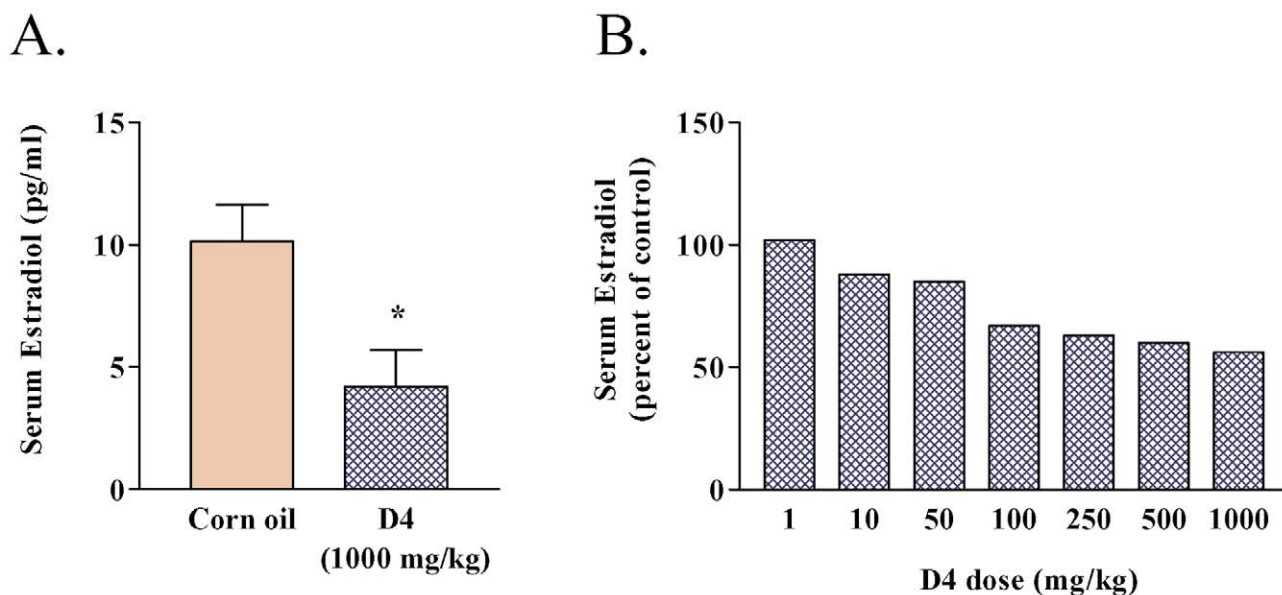 A.
Serum Estradiol (pg/ml)
15
10
5
0
*
Corn oil
D4
(1000 mg/kg)
B.
Serum Estradiol
(percent of control)
150
100
50
0
1 10 50 100 250 500 1000
D4 dose (mg/kg)